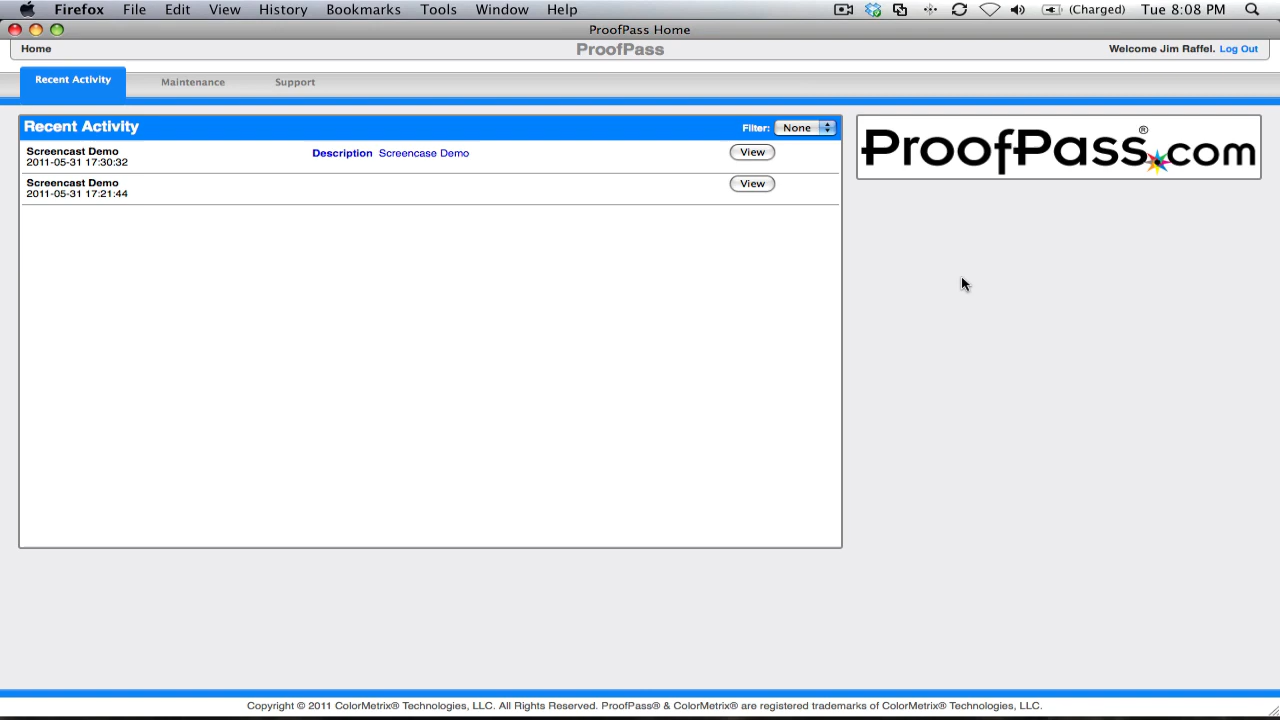 Firefox File Edit View History Bookmarks Tools Window Help (Charged) Tue 8:08 PM
ProofPass Home
Home ProofPass Welcome Jim Raffel. Log Out
Recent Activity Maintenance Support
Recent Activity Filter: None
Screencast Demo Description Screencase Demo View
2011-05-31 17:30:32
Screencast Demo View
2011-05-31 17:21:44
ProofPass®.com
Copyright © 2011 ColorMetrix® Technologies, LLC. All Rights Reserved. ProofPass® & ColorMetrix® are registered trademarks of ColorMetrix® Technologies, LLC.